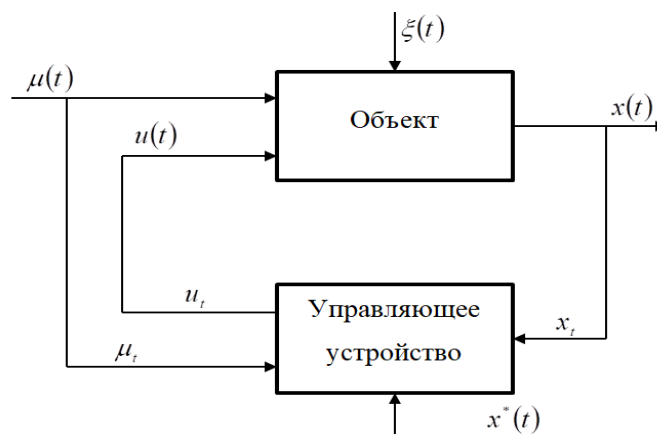 ξ(t)
μ(t)
Объект
x(t)
u(t)
u_t
Управляющее
устройство
x_t
μ_t
x*(t)